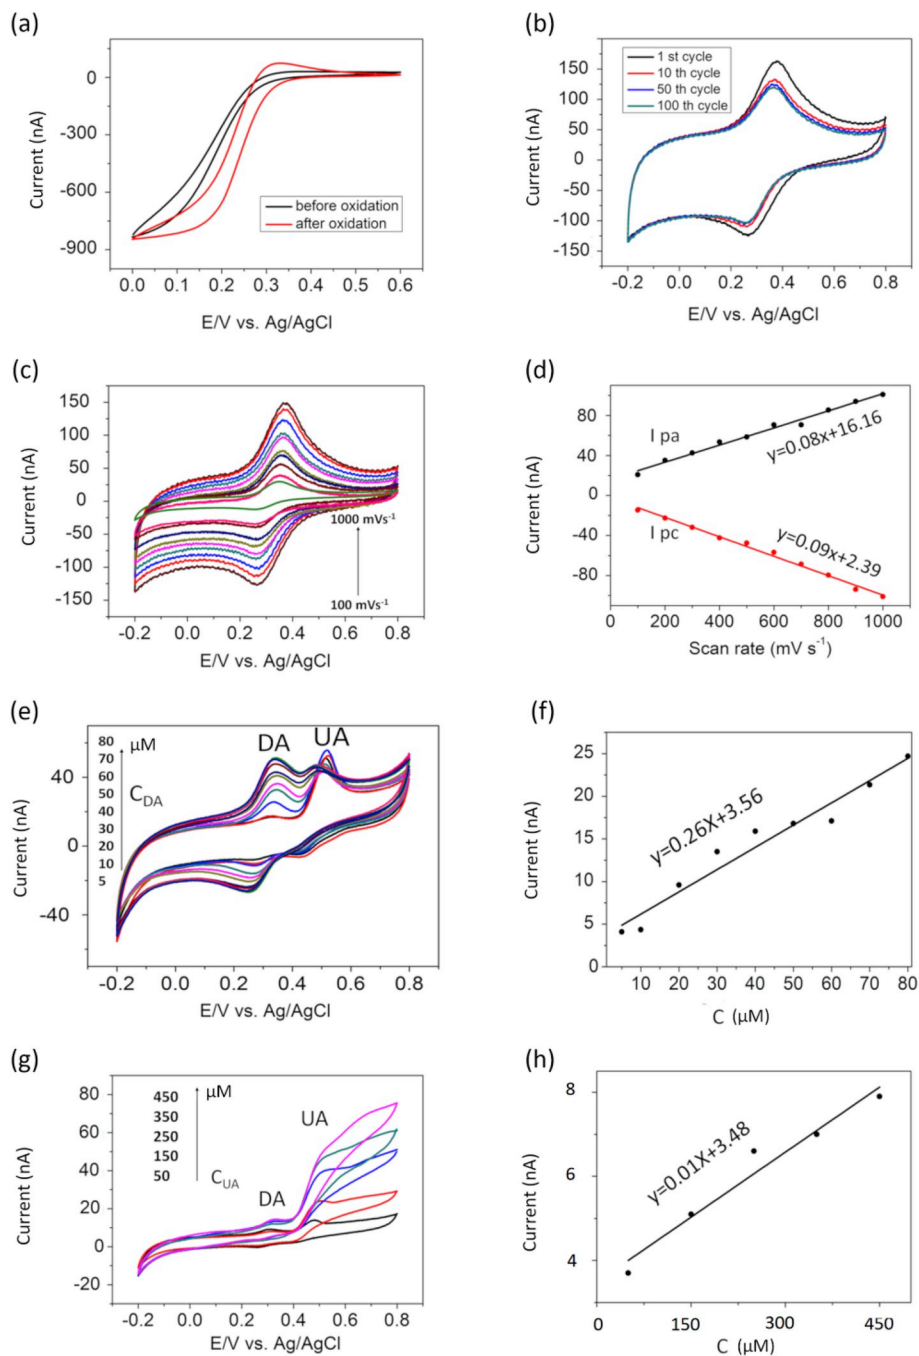 (a)
0
-300
-600
-900
Current (nA)
before oxidation
after oxidation
0.0 0.1 0.2 0.3 0.4 0.5 0.6
E/V vs. Ag/AgCl
(b)
150
100
50
0
-50
-100
-150
Current (nA)
1 st cycle
10 th cycle
50 th cycle
100 th cycle
-0.2 0.0 0.2 0.4 0.6 0.8
E/V vs. Ag/AgCl
(c)
150
100
50
0
-50
-100
-150
Current (nA)
1000 mVs-1
100 mVs-1
-0.2 0.0 0.2 0.4 0.6 0.8
E/V vs. Ag/AgCl
(d)
80
40
0
-40
-80
Current (nA)
I pa
y=0.08x+16.16
I pc
y=0.09x+2.39
200 400 600 800 1000
Scan rate (mV s-1)
(e)
40
0
-40
Current (nA)
80
70
60
50
40
30
20
10
5
μM
CDA
DA
UA
-0.2 0.0 0.2 0.4 0.6 0.8
E/V vs. Ag/AgCl
(f)
25
20
15
10
5
0
Current (nA)
y=0.26X+3.56
10 20 30 40 50 60 70 80
C (μM)
(g)
80
60
40
20
0
-20
Current (nA)
450
350
250
150
50
μM
CUA
DA
UA
-0.2 0.0 0.2 0.4 0.6 0.8
E/V vs. Ag/AgCl
(h)
8
6
4
Current (nA)
y=0.01X+3.48
0 150 300 450
C (μM)